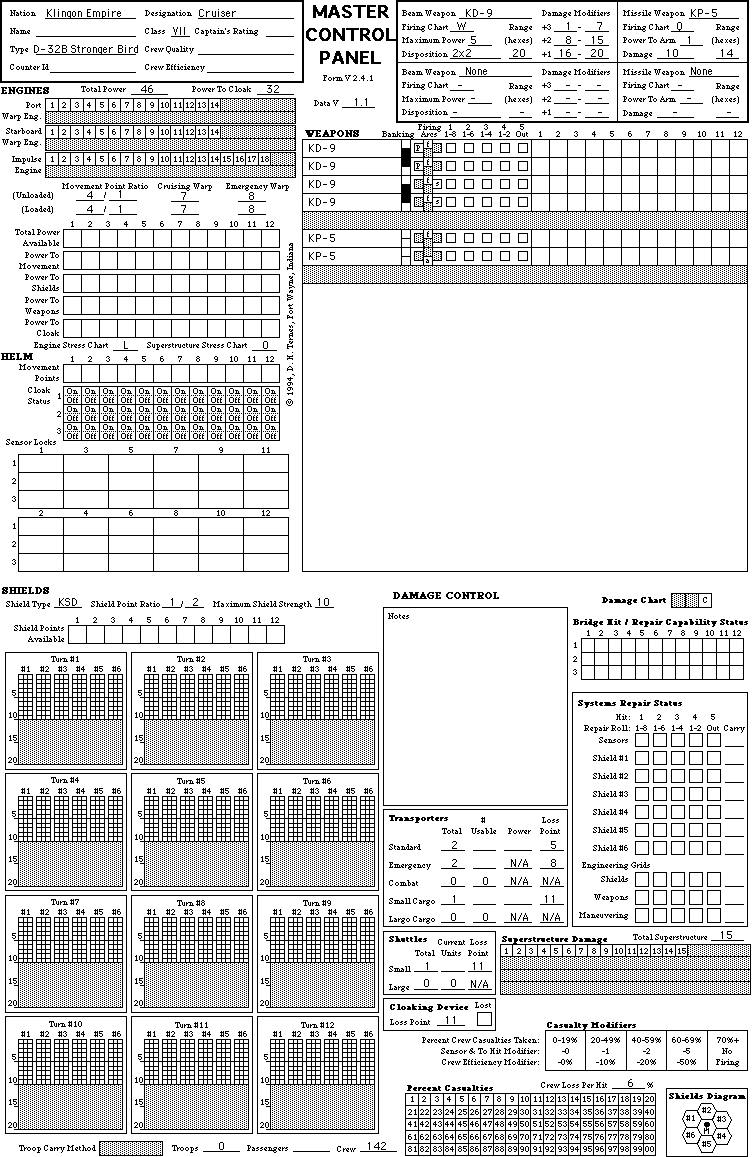 Nation Klingon Empire Designation Cruiser
Name Class VII Captain's Rating
Type D-32B Stronger Bird Crew Quality
Counter Id Crew Efficiency
MASTER CONTROL PANEL
Form V 2.4.1
Data V 1.1
Beam Weapon KD-9 Damage Modifiers
Firing Chart W +3 1 - 7 Range
Maximum Power 5 +2 8 - 15 (hexes)
Disposition 2x2 20 +1 16 - 20
Missile Weapon KP-5
Firing Chart O Range
Power To Arm 1 (hexes)
Damage 10 14
Beam Weapon None Damage Modifiers
Firing Chart - +3 - - - Range
Maximum Power - +2 - - - (hexes)
Disposition - - +1 - - -
Missile Weapon None
Firing Chart - Range
Power To Arm - (hexes)
Damage - -
ENGINES Total Power 46 Power To Cloak 32
Port Warp Eng. 1 2 3 4 5 6 7 8 9 10 11 12 13 14
Starboard Warp Eng. 1 2 3 4 5 6 7 8 9 10 11 12 13 14
Impulse Engine 1 2 3 4 5 6 7 8 9 10 11 12 13 14 15 16 17 18
Movement Point Ratio Cruising Warp Emergency Warp
(Unloaded) 4 / 1 7 8
(Loaded) 4 / 1 7 8
1 2 3 4 5 6 7 8 9 10 11 12
Total Power Available
Power To Movement
Power To Shields
Power To Weapons
Power To Cloak
Engine Stress Chart L Superstructure Stress Chart O
© 1994, D. H. Ternes, Fort Wayne, Indiana
WEAPONS Banking Firing Arcs 1 1-8 2 1-6 3 1-4 4 1-2 5 Out 1 2 3 4 5 6 7 8 9 10 11 12
KD-9 P f
KD-9 P f
KD-9 f s
KD-9 f s
KP-5 f
KP-5 a
HELM
1 2 3 4 5 6 7 8 9 10 11 12
Movement Points
Cloak Status
1 On On On On On On On On On On On On
Off Off Off Off Off Off Off Off Off Off Off Off
2 On On On On On On On On On On On On
Off Off Off Off Off Off Off Off Off Off Off Off
3 On On On On On On On On On On On On
Off Off Off Off Off Off Off Off Off Off Off Off
Sensor Locks
1 3 5 7 9 11
1
2
3
2 4 6 8 10 12
1
2
3
SHIELDS
Shield Type KSD Shield Point Ratio 1 / 2 Maximum Shield Strength 10
1 2 3 4 5 6 7 8 9 10 11 12
Shield Points Available
Turn #1 Turn #2 Turn #3
#1 #2 #3 #4 #5 #6 #1 #2 #3 #4 #5 #6 #1 #2 #3 #4 #5 #6
5
10
15
20
Turn #4 Turn #5 Turn #6
#1 #2 #3 #4 #5 #6 #1 #2 #3 #4 #5 #6 #1 #2 #3 #4 #5 #6
5
10
15
20
Turn #7 Turn #8 Turn #9
#1 #2 #3 #4 #5 #6 #1 #2 #3 #4 #5 #6 #1 #2 #3 #4 #5 #6
5
10
15
20
Turn #10 Turn #11 Turn #12
#1 #2 #3 #4 #5 #6 #1 #2 #3 #4 #5 #6 #1 #2 #3 #4 #5 #6
5
10
15
20
Troop Carry Method Troops 0 Passengers Crew 142
DAMAGE CONTROL
Notes
Damage Chart C
Bridge Hit / Repair Capability Status
1 2 3 4 5 6 7 8 9 10 11 12
1
2
3
Systems Repair Status
Hit: 1 2 3 4 5
Repair Roll: 1-8 1-6 1-4 1-2 Out Carry
Sensors
Shield #1
Shield #2
Shield #3
Shield #4
Shield #5
Shield #6
Engineering Grids
Shields
Weapons
Maneuvering
Transporters Total # Usable Power Loss Point
Standard 2 5
Emergency 2 N/A 8
Combat 0 0 N/A N/A
Small Cargo 1 11
Large Cargo 0 0 N/A N/A
Shuttles Total Current Units Loss Point
Small 1 11
Large 0 0 N/A
Superstructure Damage Total Superstructure 15
1 2 3 4 5 6 7 8 9 10 11 12 13 14 15
Cloaking Device Lost
Loss Point 11
Casualty Modifiers
Percent Crew Casualties Taken: 0-19% 20-49% 40-59% 60-69% 70%+
Sensor & To Hit Modifier: -0 -1 -2 -5 No
Crew Efficiency Modifier: -0% -10% -20% -50% Firing
Percent Casualties Crew Loss Per Hit 6 %
1 2 3 4 5 6 7 8 9 10 11 12 13 14 15 16 17 18 19 20
21 22 23 24 25 26 27 28 29 30 31 32 33 34 35 36 37 38 39 40
41 42 43 44 45 46 47 48 49 50 51 52 53 54 55 56 57 58 59 60
61 62 63 64 65 66 67 68 69 70 71 72 73 74 75 76 77 78 79 80
81 82 83 84 85 86 87 88 89 90 91 92 93 94 95 96 97 98 99 00
Shields Diagram
#1 #2 #3
#6 #5 #4